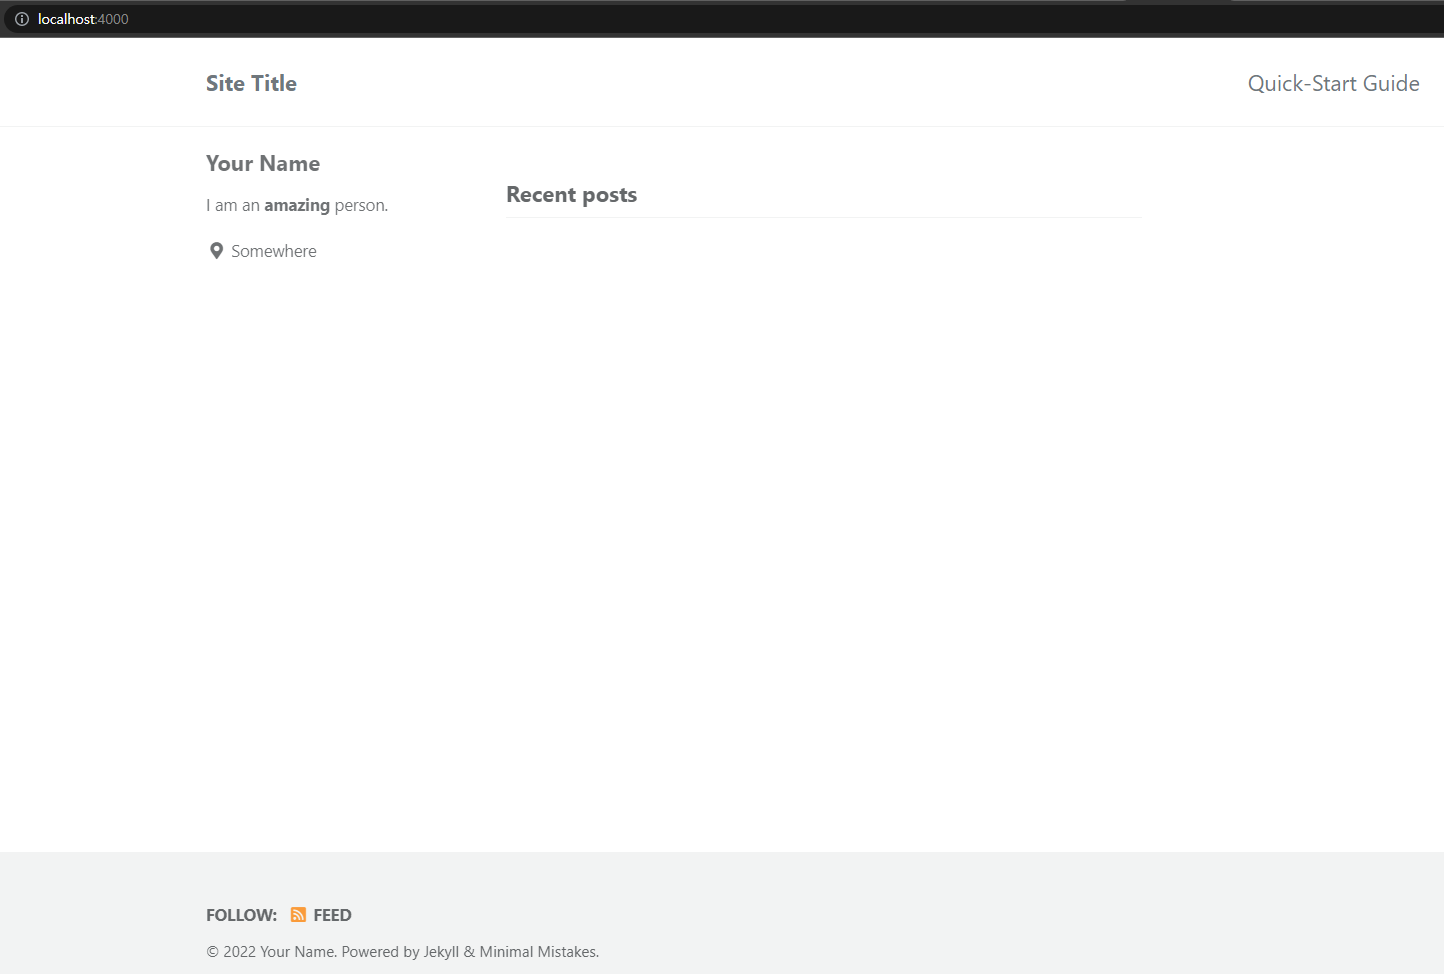 localhost:4000
Site Title
Quick-Start Guide
Your Name
I am an amazing person.
Somewhere
Recent posts
FOLLOW: FEED
© 2022 Your Name. Powered by Jekyll & Minimal Mistakes.